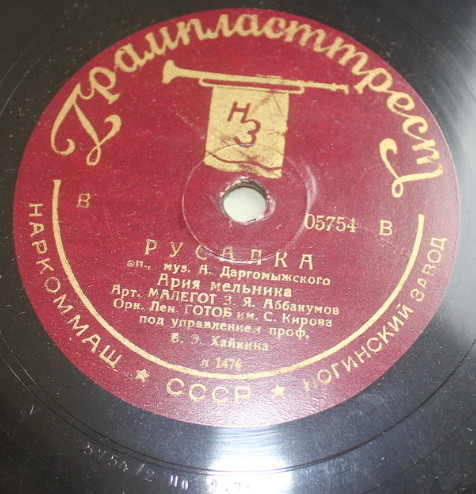 Грампласттрест
НЗ
В 05754 В
РУСАЛКА
оп., муз. А. Даргомыжского
Ария мельника
Арт. МАЛЕГОТ З. Я. Аббакумов
Орк. Лен. ГОТОБ им. С. Кирова
под управлением проф.
Б. Э. Хайкина
л 1476
НАРКОММАШ ★ СССР ★ НОГИНСКИЙ ЗАВОД